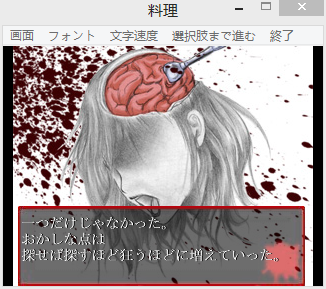 料理
画面 フォント 文字速度 選択肢まで進む 終了
一つだけじゃなかった。
おかしな点は
探せば探すほど狂うほどに増えていった。